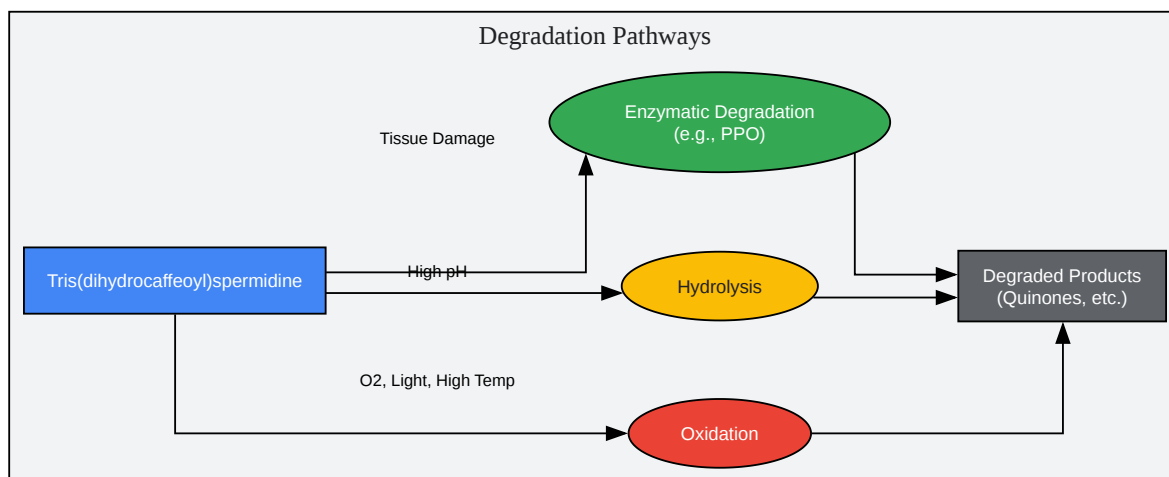 Degradation Pathways
Enzymatic Degradation
(e.g., PPO)
Tissue Damage
Tris(dihydrocaffeoyl)spermidine
High pH
Hydrolysis
Degraded Products
(Quinones, etc.)
O2, Light, High Temp
Oxidation